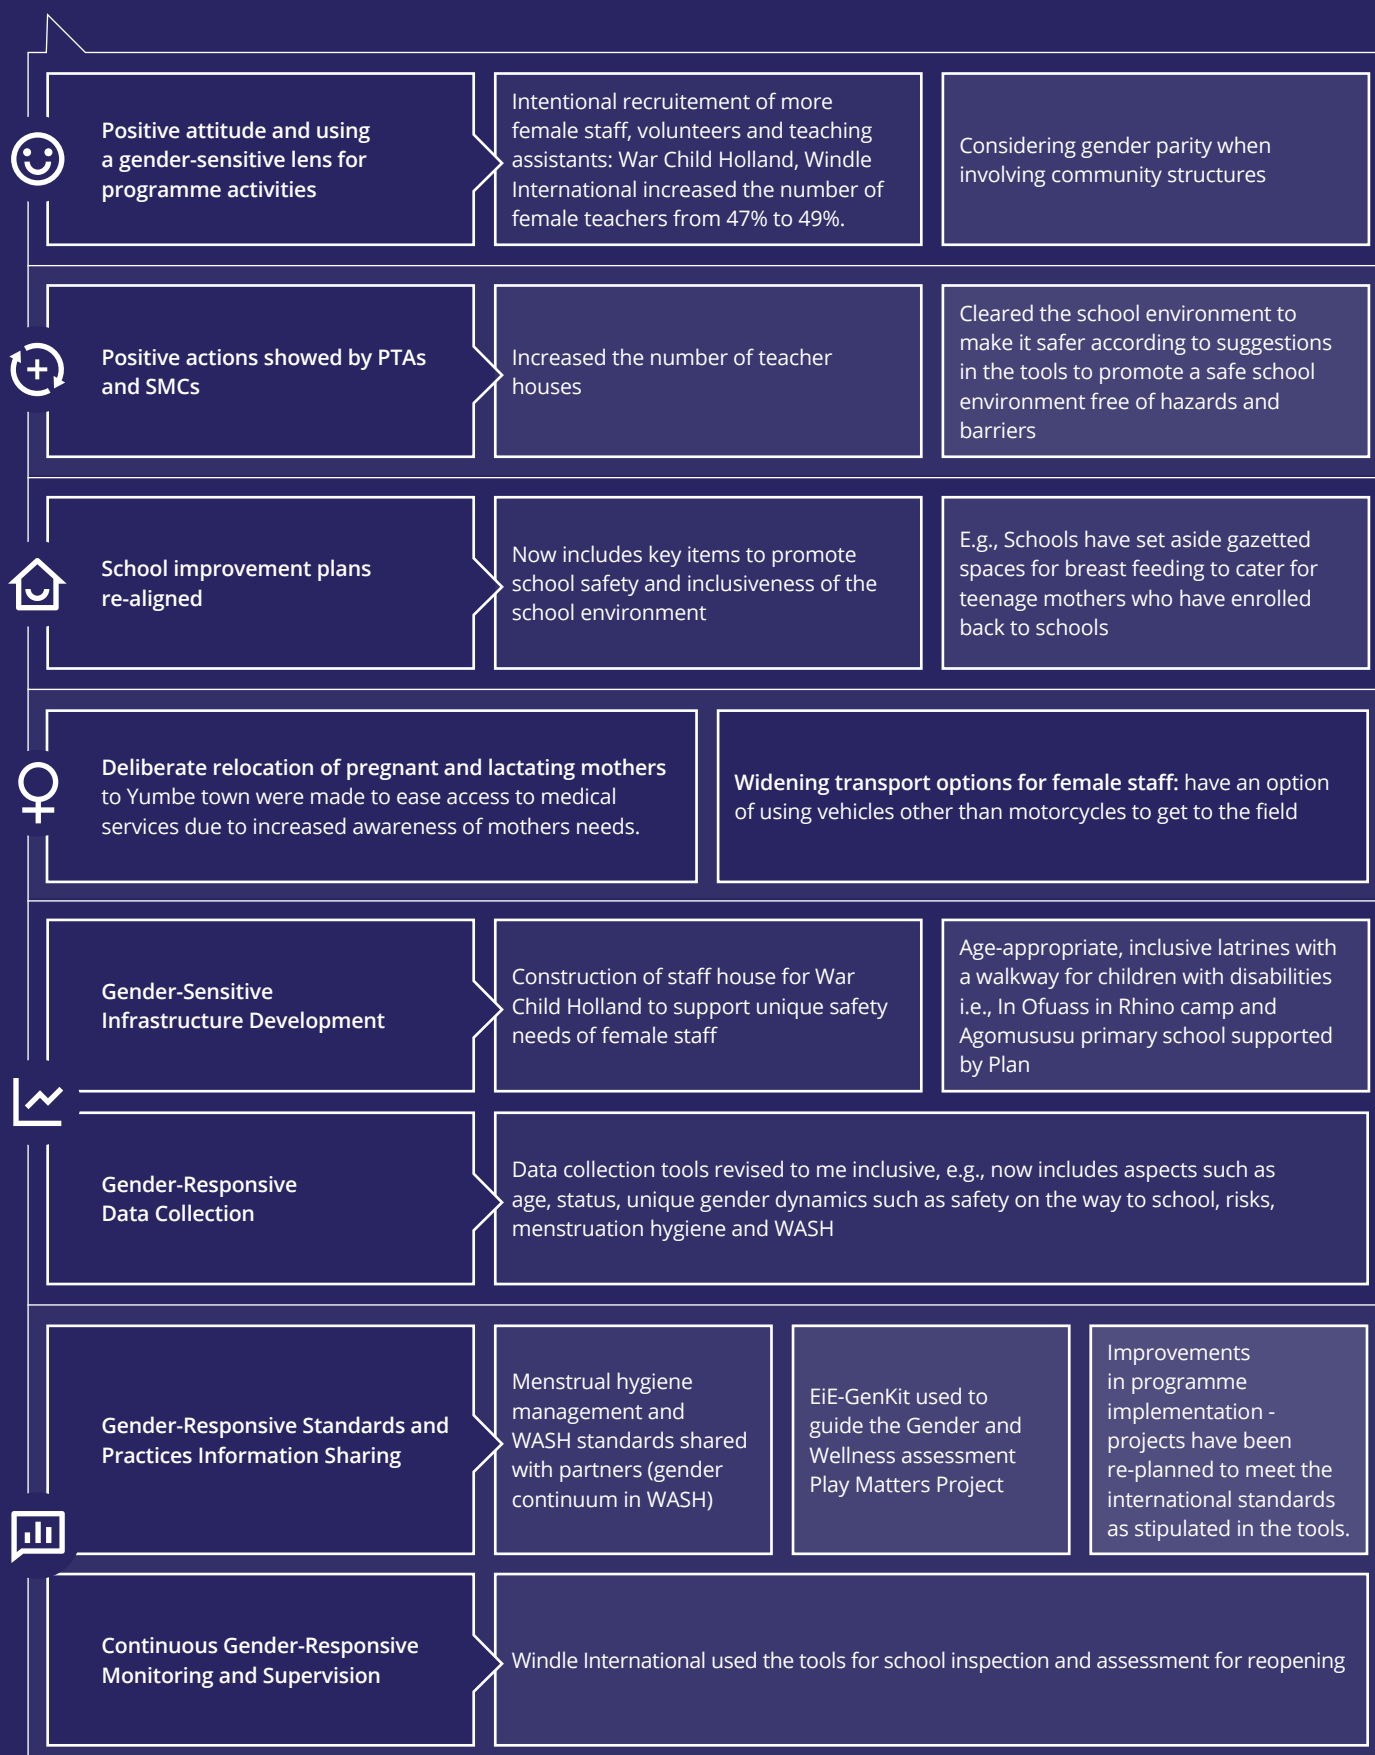 Positive attitude and using
a gender-sensitive lens for
programme activities
Intentional recruitement of more
female staff, volunteers and teaching
assistants: War Child Holland, Windle
International increased the number of
female teachers from 47% to 49%.
Considering gender parity when
involving community structures
Positive actions showed by PTAs
and SMCs
Increased the number of teacher
houses
Cleared the school environment to
make it safer according to suggestions
in the tools to promote a safe school
environment free of hazards and
barriers
School improvement plans
re-aligned
Now includes key items to promote
school safety and inclusiveness of the
school environment
E.g., Schools have set aside gazetted
spaces for breast feeding to cater for
teenage mothers who have enrolled
back to schools
Deliberate relocation of pregnant and lactating mothers
to Yumbe town were made to ease access to medical
services due to increased awareness of mothers needs.
Widening transport options for female staff: have an option
of using vehicles other than motorcycles to get to the field
Gender-Sensitive
Infrastructure Development
Construction of staff house for War
Child Holland to support unique safety
needs of female staff
Age-appropriate, inclusive latrines with
a walkway for children with disabilities
i.e., In Ofuass in Rhino camp and
Agomususu primary school supported
by Plan
Gender-Responsive
Data Collection
Data collection tools revised to me inclusive, e.g., now includes aspects such as
age, status, unique gender dynamics such as safety on the way to school, risks,
menstruation hygiene and WASH
Gender-Responsive Standards and
Practices Information Sharing
Menstrual hygiene
management and
WASH standards shared
with partners (gender
continuum in WASH)
EiE-GenKit used to
guide the Gender and
Wellness assessment
Play Matters Project
Improvements
in programme
implementation -
projects have been
re-planned to meet the
international standards
as stipulated in the tools.
Continuous Gender-Responsive
Monitoring and Supervision
Windle International used the tools for school inspection and assessment for reopening